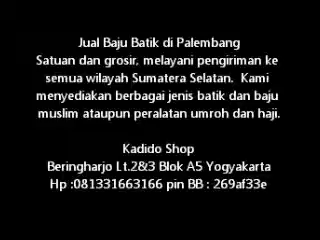 Jual Baju Batik di Palembang
Satuan dan grosir, melayani pengiriman ke
semua wilayah Sumatera Selatan. Kami
menyediakan berbagai jenis batik dan baju
muslim ataupun peralatan umroh dan haji.
Kadido Shop
Beringharjo Lt.2&3 Blok A5 Yogyakarta
Hp :081331663166 pin BB : 269af33e